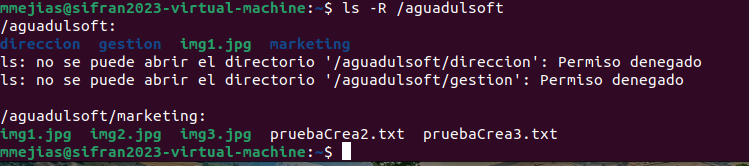 mmejias@sifran2023-virtual-machine:~$ ls -R /aguadulsoft
/aguadulsoft:
direccion gestion img1.jpg marketing
ls: no se puede abrir el directorio '/aguadulsoft/direccion': Permiso denegado
ls: no se puede abrir el directorio '/aguadulsoft/gestion': Permiso denegado
/aguadulsoft/marketing:
img1.jpg img2.jpg img3.jpg pruebaCrea2.txt pruebaCrea3.txt
mmejias@sifran2023-virtual-machine:~$